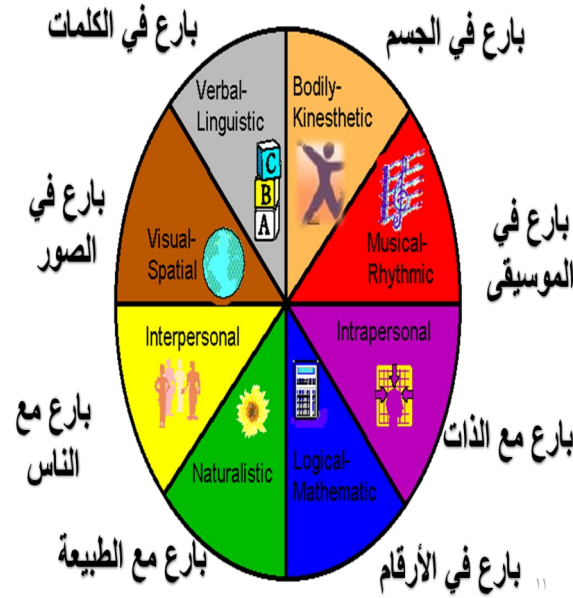 بارع في الكلمات
بارع في الجسم
Verbal-
Linguistic
Bodily-
Kinesthetic
C
B
A
بارع في
الصور
Visual-
Spatial
Musical-
Rhythmic
بارع في
الموسيقى
Interpersonal
Intrapersonal
بارع مع
الناس
Naturalistic
Logical-
Mathematic
بارع مع الذات
بارع مع الطبيعة
بارع في الأرقام
١١